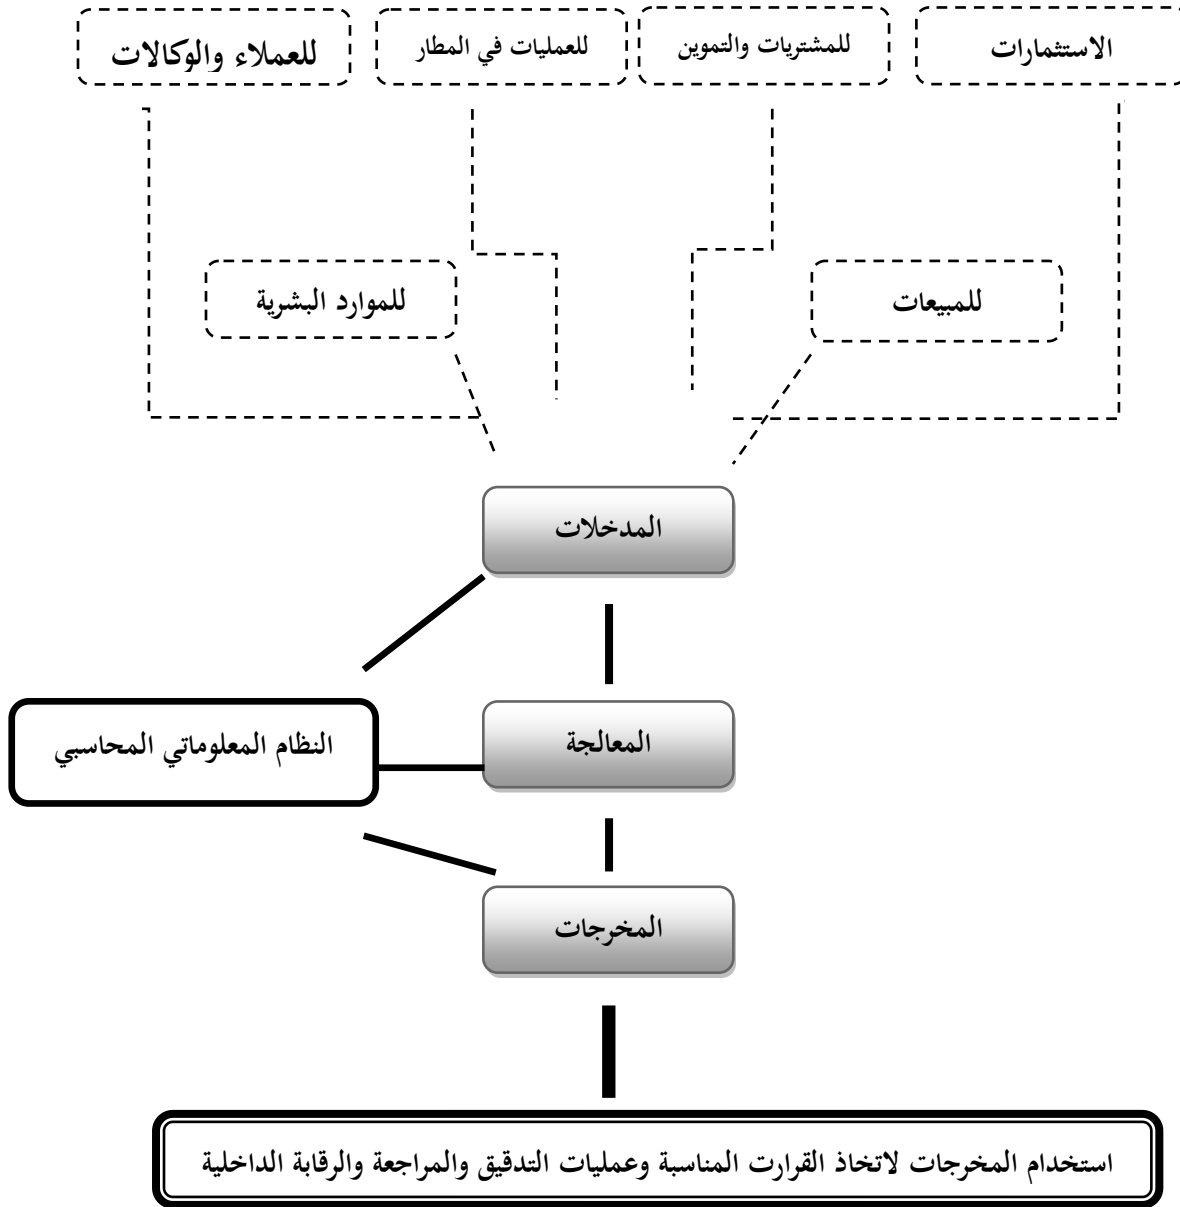 الاستثمارات
للمشتريات والتموين
للعمليات في المطار
للعملاء والوكالات
للمبيعات
للموارد البشرية
المدخلات
المعالجة
النظام المعلوماتي المحاسبي
المخرجات
استخدام المخرجات لاتخاذ القرارت المناسبة وعمليات التدقيق والمراجعة والرقابة الداخلية